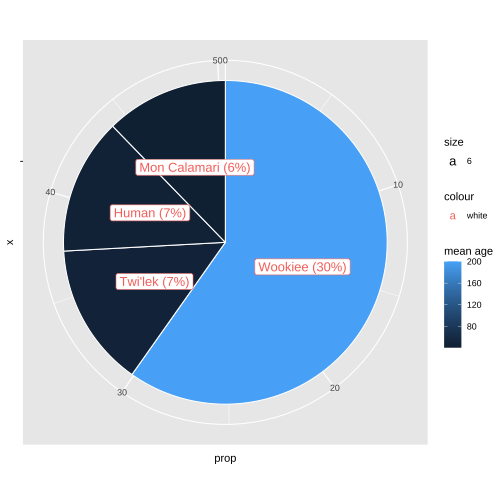 500
40
10
Mon Calamari (6%)
Human (7%)
Wookiee (30%)
Twi'lek (7%)
30
20
x
prop
size
a 6
colour
a white
mean age
200
160
120
80